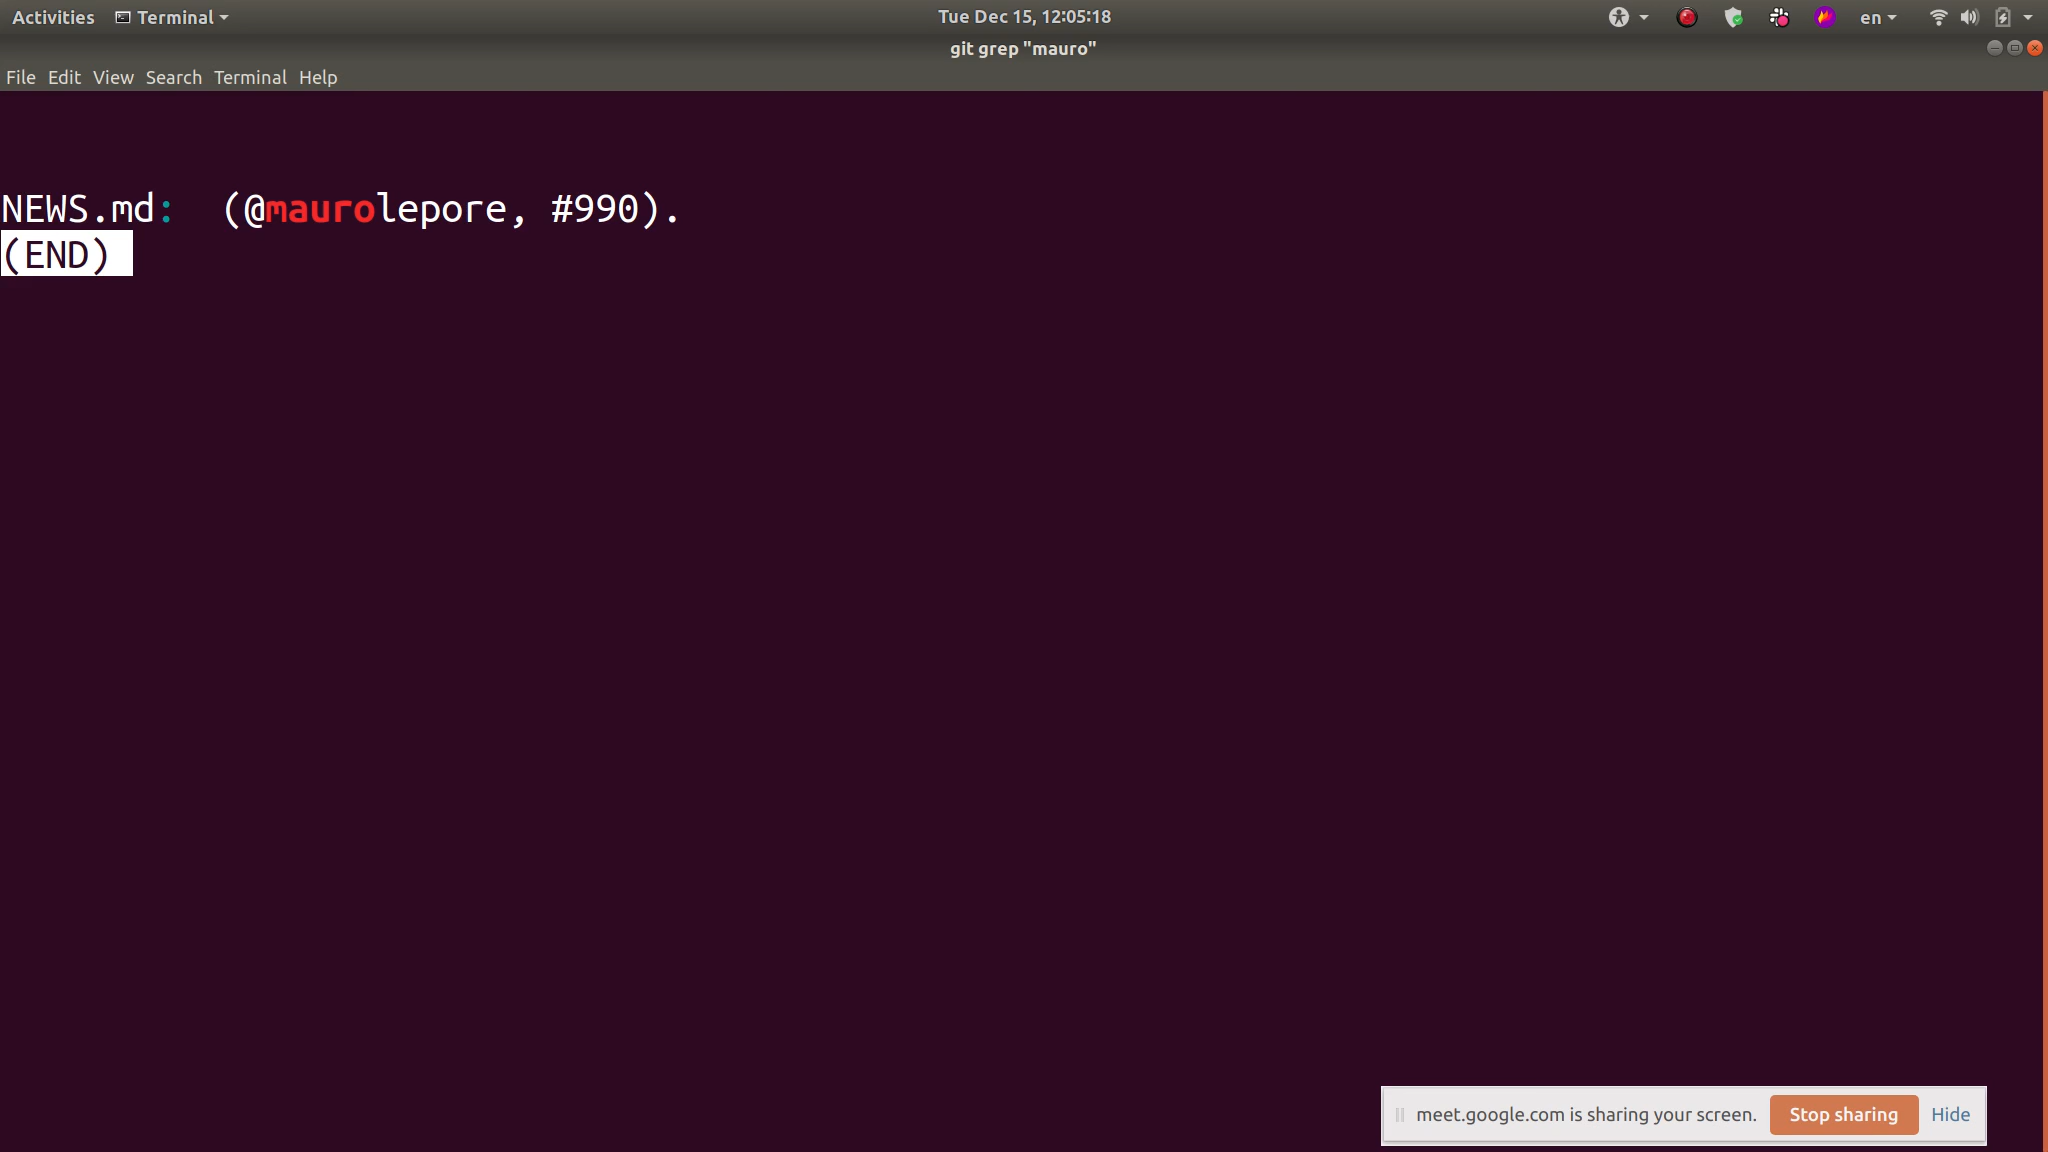 Activities Terminal Tue Dec 15, 12:05:18 en
git grep "mauro"
File Edit View Search Terminal Help
NEWS.md:  (@maurolepore, #990).
(END)
meet.google.com is sharing your screen. Stop sharing Hide